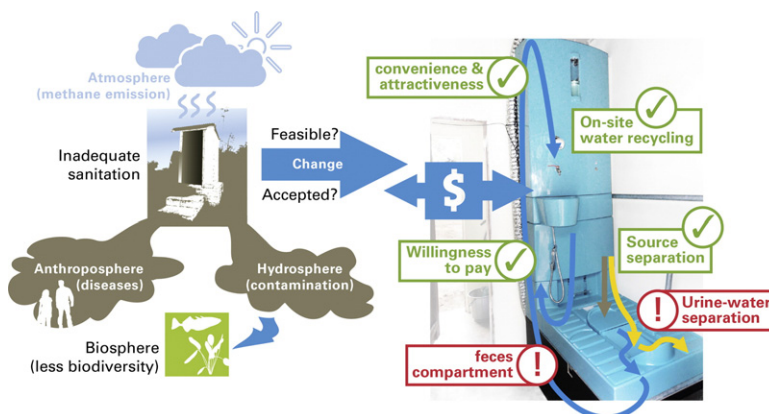 Atmosphere
(methane emission)
Inadequate
sanitation
Anthroposphere
(diseases)
Hydrosphere
(contamination)
Biosphere
(less biodiversity)
Feasible?
Change
Accepted?
$
convenience &
attractiveness
On-site
water recycling
Willingness
to pay
Source
separation
!
Urine-water
separation
feces
compartment
!